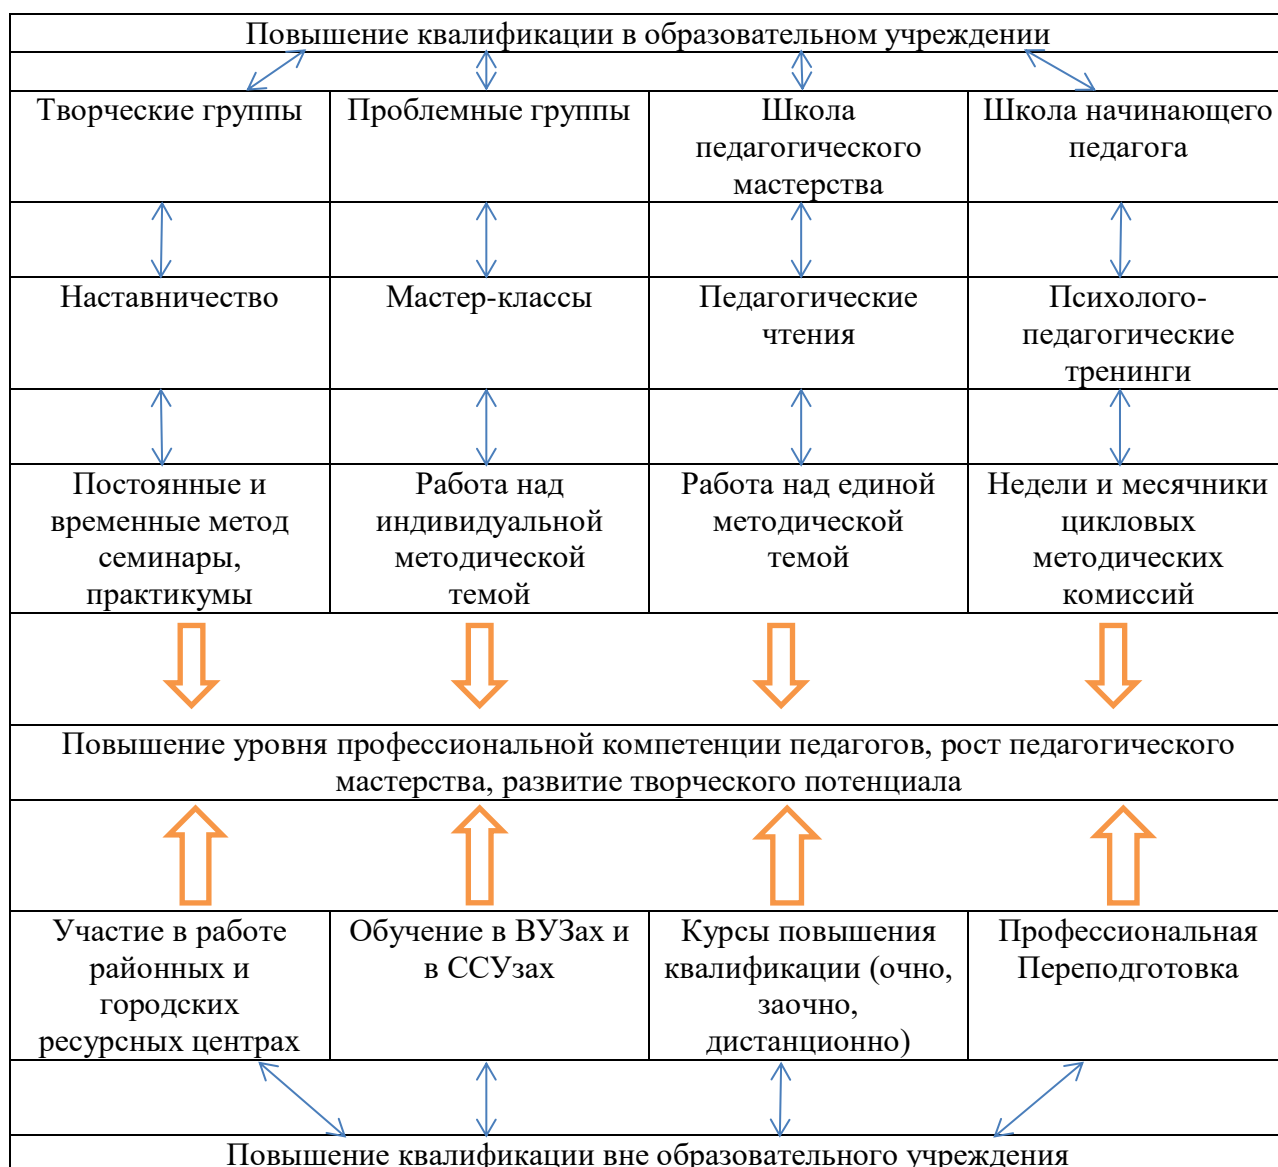 Повышение квалификации в образовательном учреждении
Творческие группы
Проблемные группы
Школа
педагогического
мастерства
Школа начинающего
педагога
Наставничество
Мастер-классы
Педагогические
чтения
Психолого-
педагогические
тренинги
Постоянные и
временные метод
семинары,
практикумы
Работа над
индивидуальной
методической
темой
Работа над единой
методической
темой
Недели и месячники
цикловых
методических
комиссий
Повышение уровня профессиональной компетенции педагогов, рост педагогического
мастерства, развитие творческого потенциала
Участие в работе
районных и
городских
ресурсных центрах
Обучение в ВУЗах и
в ССУзах
Курсы повышения
квалификации (очно,
заочно,
дистанционно)
Профессиональная
Переподготовка
Повышение квалификации вне образовательного учреждения